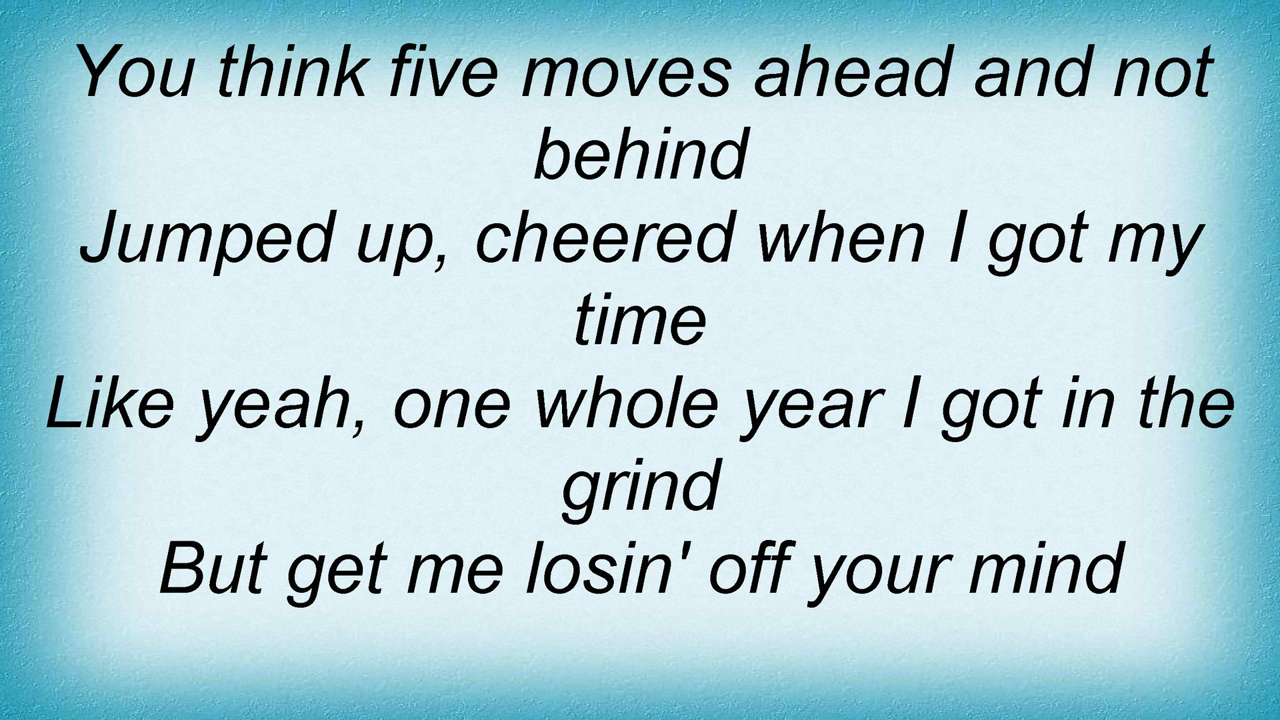 You think five moves ahead and not
behind
Jumped up, cheered when I got my
time
Like yeah, one whole year I got in the
grind
But get me losin' off your mind